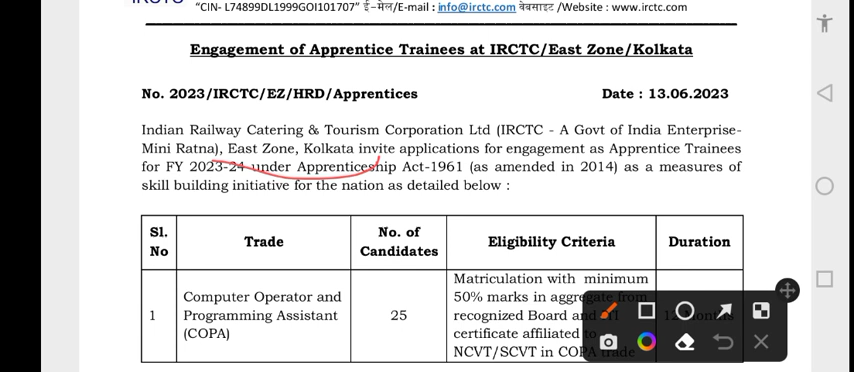 "CIN- L74899DL1999GOI101707" ई-मेल/E-mail : info@irctc.com वेबसाइट /Website : www.irctc.com
Engagement of Apprentice Trainees at IRCTC/East Zone/Kolkata
No. 2023/IRCTC/EZ/HRD/Apprentices Date : 13.06.2023
Indian Railway Catering & Tourism Corporation Ltd (IRCTC - A Govt of India Enterprise-
Mini Ratna), East Zone, Kolkata invite applications for engagement as Apprentice Trainees
for FY 2023-24 under Apprenticeship Act-1961 (as amended in 2014) as a measures of
skill building initiative for the nation as detailed below :
Sl. No Trade No. of Candidates Eligibility Criteria Duration
1 Computer Operator and Programming Assistant (COPA) 25
Matriculation with minimum
50% marks in aggregate from
recognized Board and ITI
certificate affiliated to
NCVT/SCVT in COPA trade
12 Months